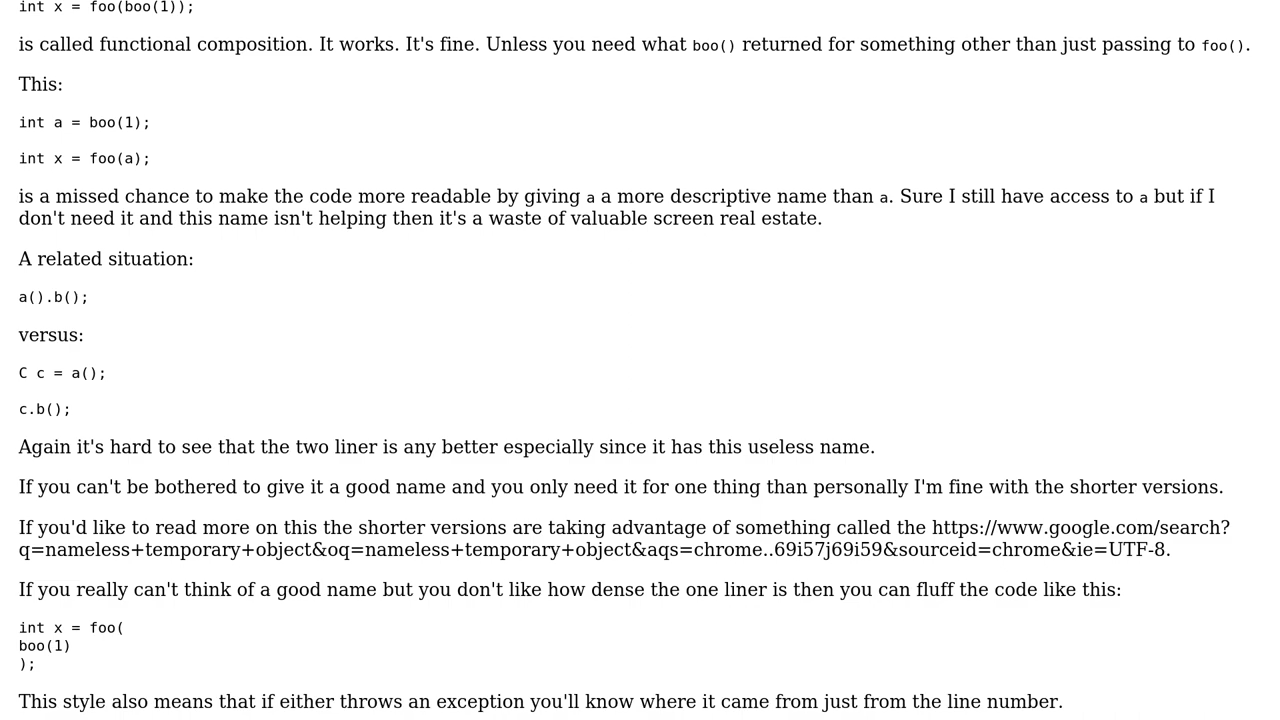 int x = foo(boo(1));
is called functional composition. It works. It's fine. Unless you need what boo() returned for something other than just passing to foo().
This:
int a = boo(1);
int x = foo(a);
is a missed chance to make the code more readable by giving a a more descriptive name than a. Sure I still have access to a but if I
don't need it and this name isn't helping then it's a waste of valuable screen real estate.
A related situation:
a().b();
versus:
C c = a();
c.b();
Again it's hard to see that the two liner is any better especially since it has this useless name.
If you can't be bothered to give it a good name and you only need it for one thing than personally I'm fine with the shorter versions.
If you'd like to read more on this the shorter versions are taking advantage of something called the https://www.google.com/search?
q=nameless+temporary+object&oq=nameless+temporary+object&aqs=chrome..69i57j69i59&sourceid=chrome&ie=UTF-8.
If you really can't think of a good name but you don't like how dense the one liner is then you can fluff the code like this:
int x = foo(
boo(1)
);
This style also means that if either throws an exception you'll know where it came from just from the line number.